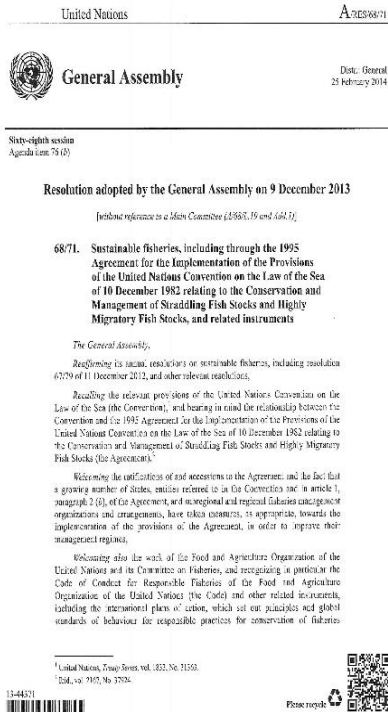 United Nations
A/RES/68/71
General Assembly
Distr.: General
25 February 2014
Sixty-eighth session
Agenda item 76 (b)
Resolution adopted by the General Assembly on 9 December 2013
[without reference to a Main Committee (A/68/L.19 and Add.1)]
68/71. Sustainable fisheries, including through the 1995
Agreement for the Implementation of the Provisions
of the United Nations Convention on the Law of the Sea
of 10 December 1982 relating to the Conservation and
Management of Straddling Fish Stocks and Highly
Migratory Fish Stocks, and related instruments
The General Assembly,
Reaffirming its annual resolutions on sustainable fisheries, including resolution
67/79 of 11 December 2012, and other relevant resolutions,
Recalling the relevant provisions of the United Nations Convention on the
Law of the Sea (the Convention), and bearing in mind the relationship between the
Convention and the 1995 Agreement for the Implementation of the Provisions of the
United Nations Convention on the Law of the Sea of 10 December 1982 relating to
the Conservation and Management of Straddling Fish Stocks and Highly Migratory
Fish Stocks (the Agreement),
Welcoming the ratifications of and accessions to the Agreement and the fact that
a growing number of States, entities referred to in the Convention and in article 1,
paragraph 2 (b), of the Agreement, and subregional and regional fisheries management
organizations and arrangements, have taken measures, as appropriate, towards the
implementation of the provisions of the Agreement, in order to improve their
management regimes,
Welcoming also the work of the Food and Agriculture Organization of the
United Nations and its Committee on Fisheries, and recognizing in particular the
Code of Conduct for Responsible Fisheries of the Food and Agriculture
Organization of the United Nations (the Code) and other related instruments,
including the international plans of action, which set out principles and global
standards of behaviour for responsible practices for conservation of fisheries
United Nations, Treaty Series, vol. 1833, No. 31363.
Ibid., vol. 2167, No. 37924.
13-44371
Please recycle